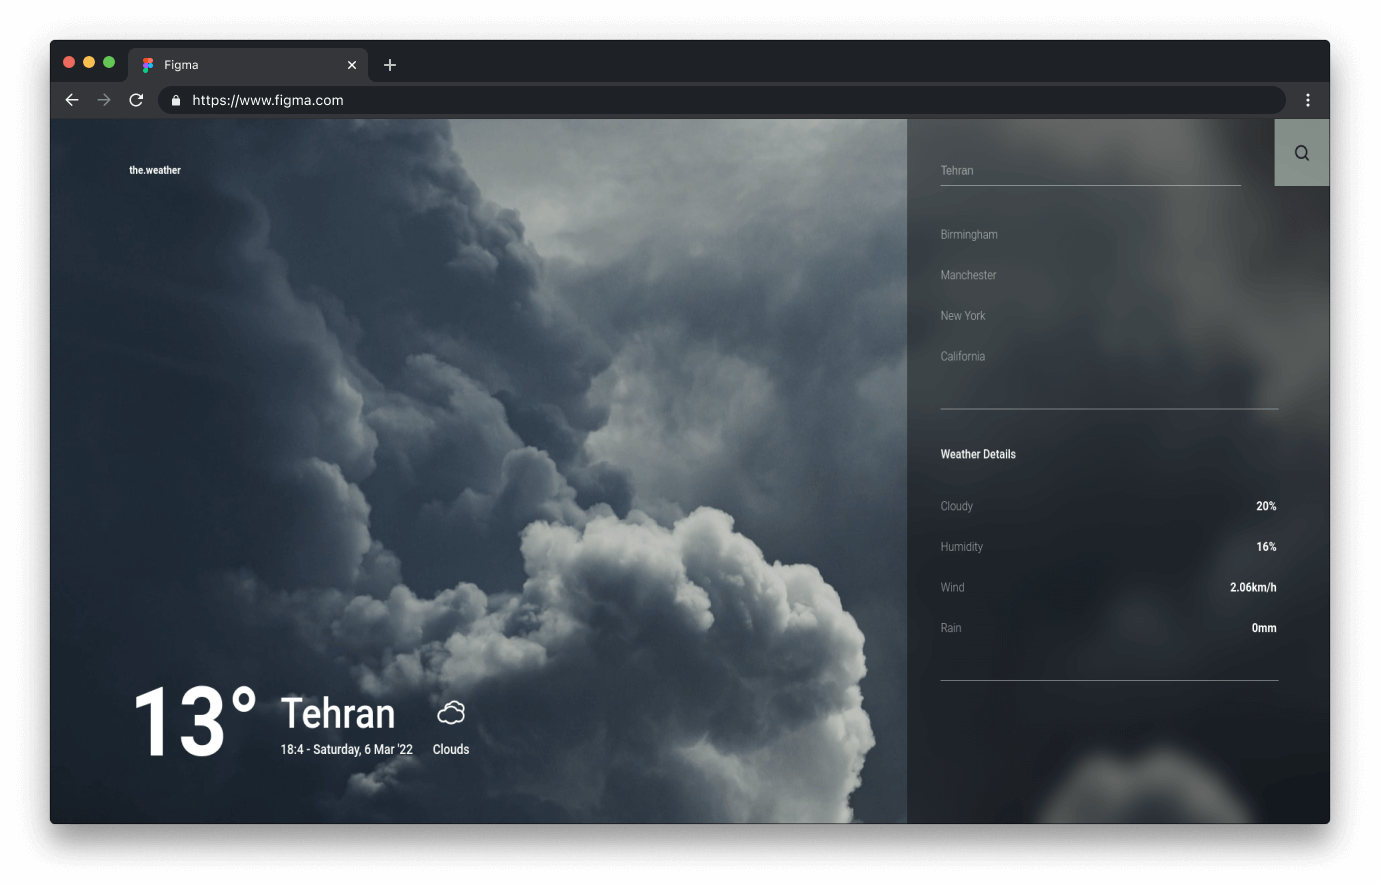 Figma
https://www.figma.com
the.weather
Tehran
Birmingham
Manchester
New York
California
Weather Details
Cloudy 20%
Humidity 16%
Wind 2.06km/h
Rain 0mm
13° Tehran
18:4 - Saturday, 6 Mar '22 Clouds